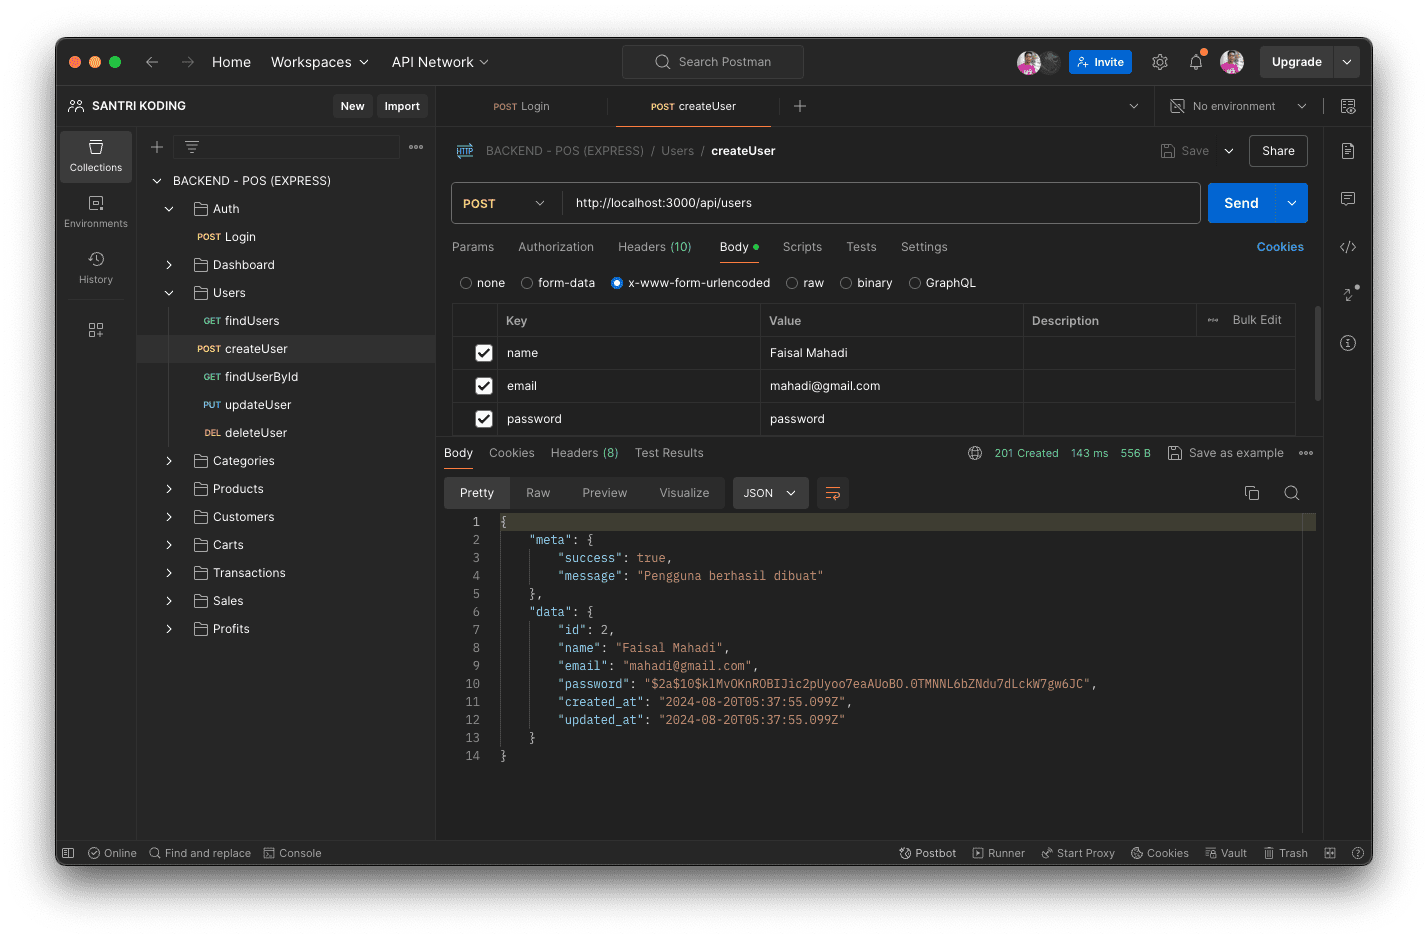 Home Workspaces API Network Search Postman Invite Upgrade
SANTRI KODING New Import POST Login POST createUser No environment
Collections
Environments
History
BACKEND - POS (EXPRESS)
Auth
POST Login
Dashboard
Users
GET findUsers
POST createUser
GET findUserById
PUT updateUser
DEL deleteUser
Categories
Products
Customers
Carts
Transactions
Sales
Profits
HTTP BACKEND - POS (EXPRESS) / Users / createUser Save Share
POST http://localhost:3000/api/users Send
Params Authorization Headers (10) Body Scripts Tests Settings Cookies
none form-data x-www-form-urlencoded raw binary GraphQL
Key Value Description Bulk Edit
name Faisal Mahadi
email mahadi@gmail.com
password password
Body Cookies Headers (8) Test Results 201 Created 143 ms 556 B Save as example
Pretty Raw Preview Visualize JSON
1 {
2 "meta": {
3 "success": true,
4 "message": "Pengguna berhasil dibuat"
5 },
6 "data": {
7 "id": 2,
8 "name": "Faisal Mahadi",
9 "email": "mahadi@gmail.com",
10 "password": "$2a$10$klMvOKnROBIJic2pUyoo7eaAUoBO.0TMNNL6bZNdu7dLckW7gw6JC",
11 "created_at": "2024-08-20T05:37:55.099Z",
12 "updated_at": "2024-08-20T05:37:55.099Z"
13 }
14 }
Online Find and replace Console Postbot Runner Start Proxy Cookies Vault Trash